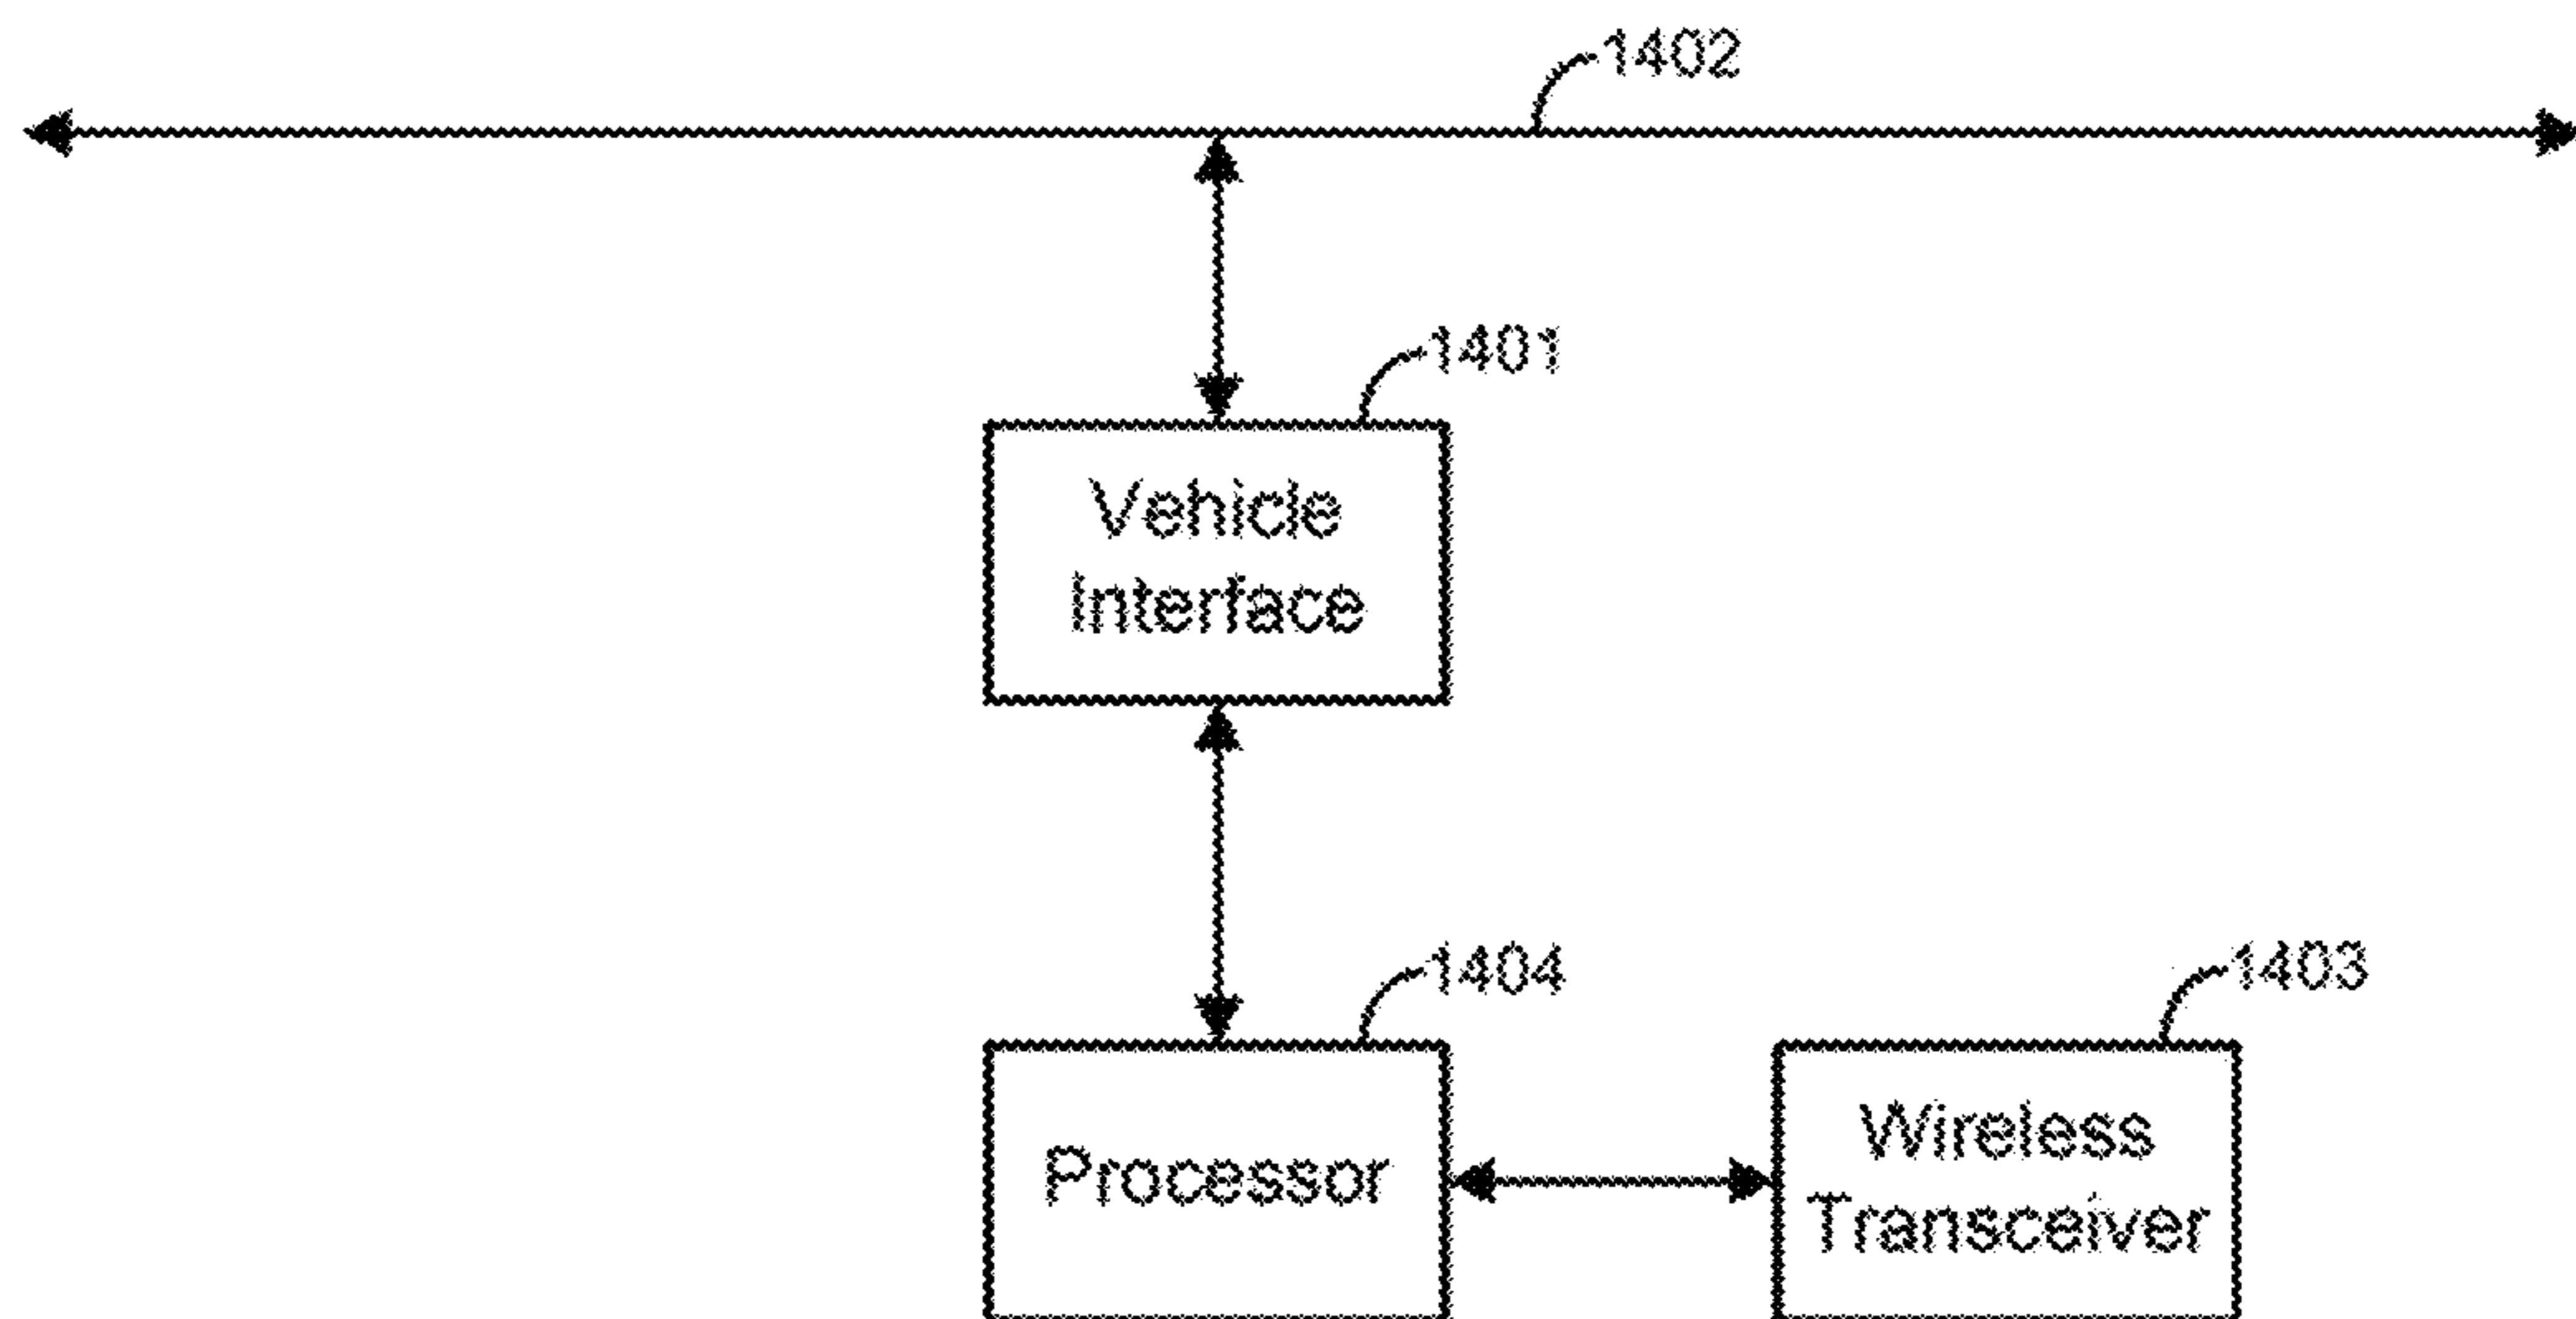 1402
1401
Vehicle
Interface
1404
1403
Processor
Wireless
Transceiver